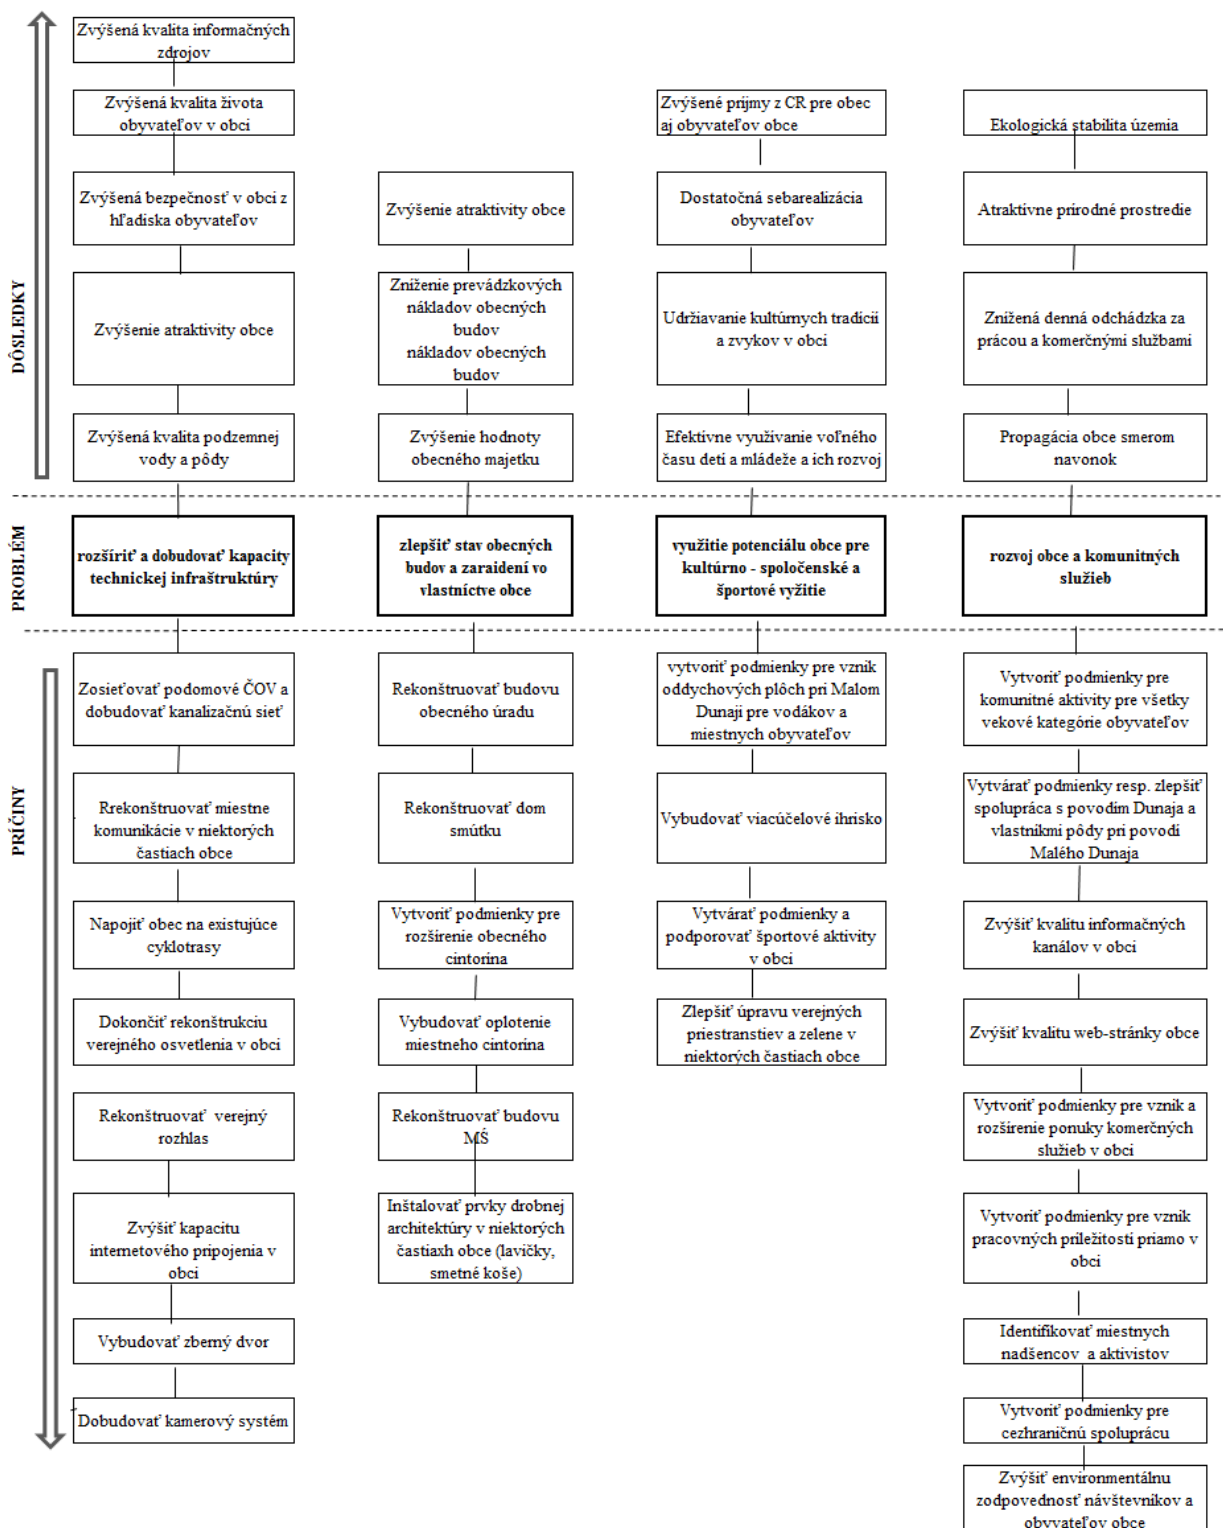 DÔSLEDKY
Zvýšená kvalita informačných
zdrojov
Zvýšená kvalita života
obyvateľov v obci
Zvýšená bezpečnosť v obci z
hľadiska obyvateľov
Zvýšenie atraktivity obce
Zvýšená kvalita podzemnej
vody a pôdy
Zvýšenie atraktivity obce
Zniženie prevádzkových
nákladov obecných
budov
nákladov obecných
budov
Zvýšenie hodnoty
obecného majetku
Zvýšené príjmy z CR pre obec
aj obyvateľov obce
Dostatočná sebarealizácia
obyvateľov
Udržiavanie kultúrnych tradícií
a zvykov v obci
Efektívne využívanie voľného
času detí a mládeže a ich rozvoj
Ekologická stabilita územia
Atraktívne prírodné prostredie
Znížená denná odchádzka za
prácou a komerčnými službami
Propagácia obce smerom
navonok
PROBLÉM
rozšíriť a dobudovať kapacity
technickej infraštruktúry
zlepšiť stav obecných
budov a zaraidení vo
vlastníctve obce
využitie potenciálu obce pre
kultúrno - spoločenské a
športové vyžitie
rozvoj obce a komunitných
služieb
PRÍČINY
Zosieťovať podomové ČOV a
dobudovať kanalizačnú sieť
Rrekonštruovať miestne
komunikácie v niektorých
častiach obce
Napojiť obec na existujúce
cyklotrasy
Dokončiť rekonštrukciu
verejného osvetlenia v obci
Rekonštruovať verejný
rozhlas
Zvýšiť kapacitu
internetového pripojenia v
obci
Vybudovať zberný dvor
Dobudovať kamerový systém
Rekonštruovať budovu
obecného úradu
Rekonštruovať dom
smútku
Vytvoriť podmienky pre
rozšírenie obecného
cintorína
Vybudovať oplotenie
miestneho cintorína
Rekonštruovať budovu
MŠ
Inštalovať prvky drobnej
architektúry v niektorých
častiaxh obce (lavičky,
smetné koše)
vytvoriť podmienky pre vznik
oddychových plôch pri Malom
Dunaji pre vodákov a
miestnych obyvateľov
Vybudovať viacúčelové ihrisko
Vytvárať podmienky a
podporovať športové aktivity
v obci
Zlepšiť úpravu verejných
priestranstiev a zelene v
niektorých častiach obce
Vytvoriť podmienky pre
komunitné aktivity pre všetky
vekové kategórie obyvateľov
Vytvárať podmienky resp. zlepšiť
spolupráca s povodím Dunaja a
vlastníkmi pôdy pri povodí
Malého Dunaja
Zvýšiť kvalitu informačných
kanálov v obci
Zvýšiť kvalitu web-stránky obce
Vytvoriť podmienky pre vznik a
rozšírenie ponuky komerčných
služieb v obci
Vytvoriť podmienky pre vznik
pracovných príležitostí priamo v
obci
Identifikovať miestnych
nadšencov a aktivistov
Vytvoriť podmienky pre
cezhraničnú spoluprácu
Zvýšiť environmentálnu
zodpovednosť návštevníkov a
obyvateľov obce